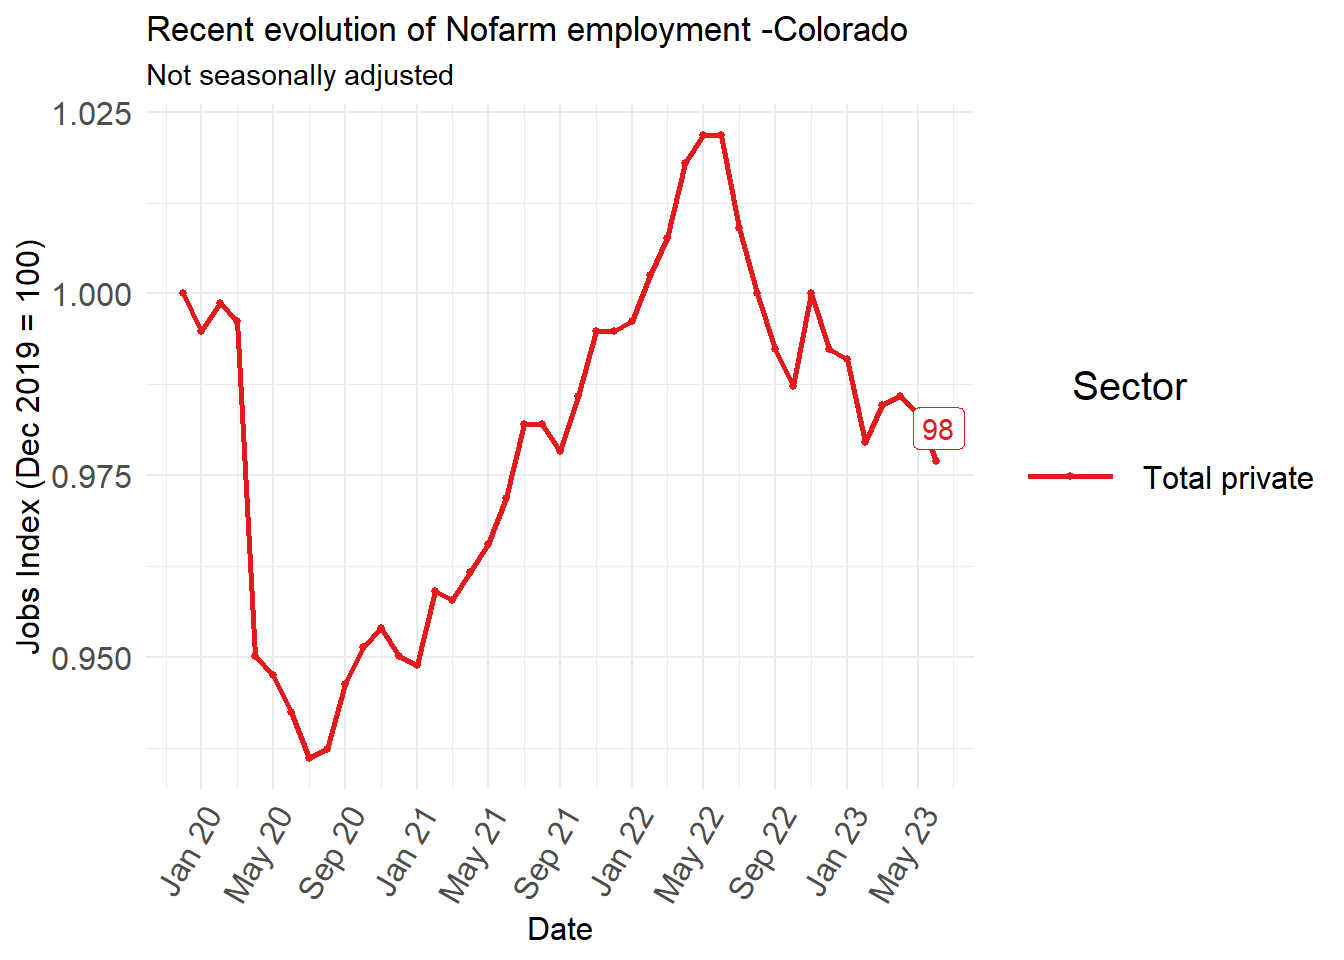 Recent evolution of Nofarm employment -Colorado
Not seasonally adjusted
Jobs Index (Dec 2019 = 100)
1.025
1.000
0.975
0.950
98
Jan 20
May 20
Sep 20
Jan 21
May 21
Sep 21
Jan 22
May 22
Sep 22
Jan 23
May 23
Date
Sector
Total private